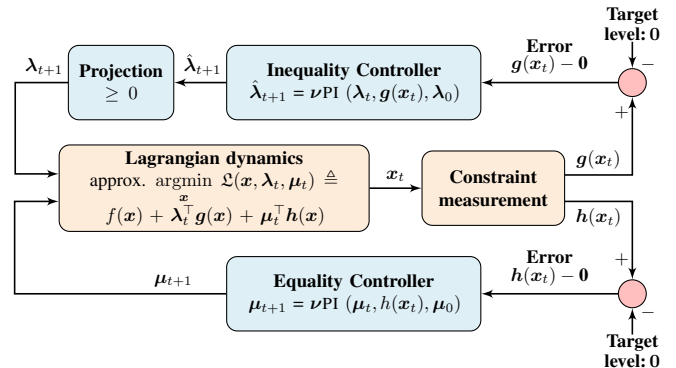 Target
level: 0
Error
g(x_t) − 0
−
+
Inequality Controller
λ̂_{t+1} = νPI (λ_t, g(x_t), λ_0)
λ̂_{t+1}
Projection
≥ 0
λ_{t+1}
Lagrangian dynamics
approx. argmin 𝔏(x, λ_t, μ_t) ≜
x
f(x) + λ_t^⊤ g(x) + μ_t^⊤ h(x)
x_t
Constraint
measurement
g(x_t)
h(x_t)
+
−
Error
h(x_t) − 0
Equality Controller
μ_{t+1} = νPI (μ_t, h(x_t), μ_0)
μ_{t+1}
Target
level: 0